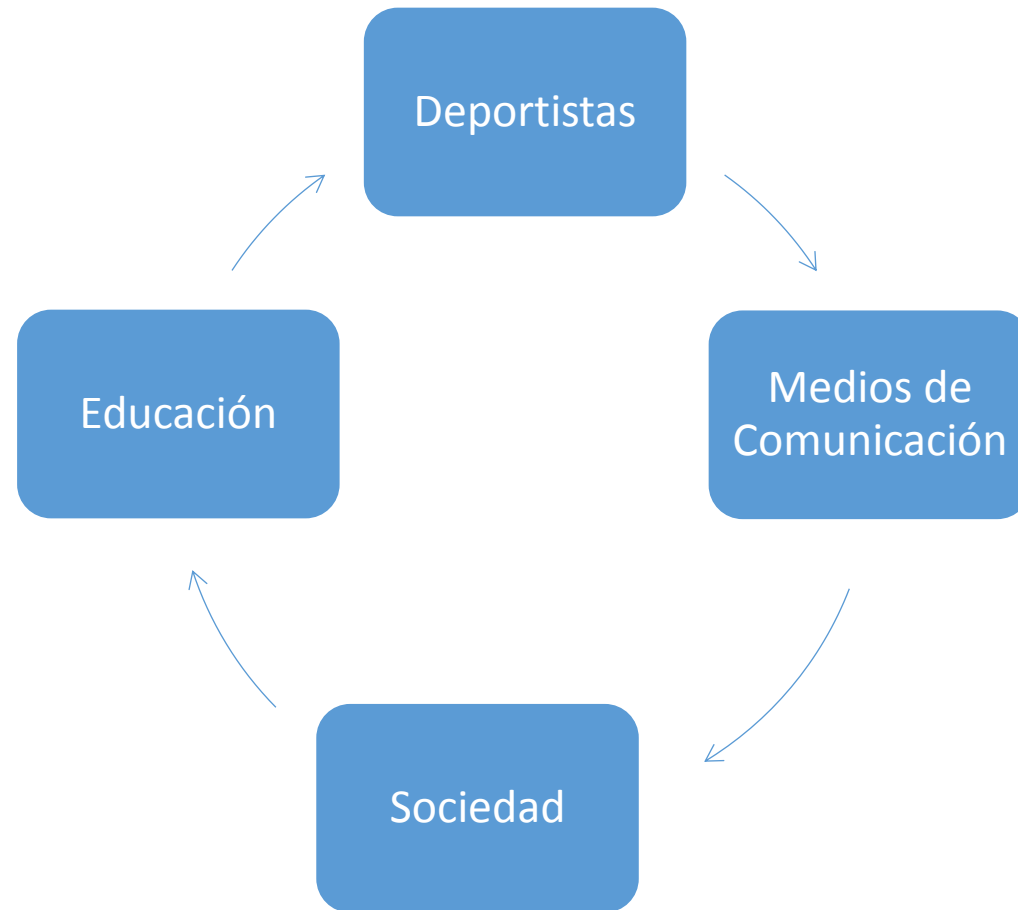 Deportistas
Medios de
Comunicación
Sociedad
Educación